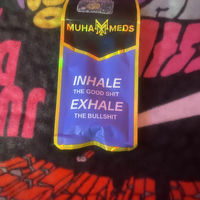 MUHA MEDS
INHALE
THE GOOD SHIT
EXHALE
THE BULLSHIT